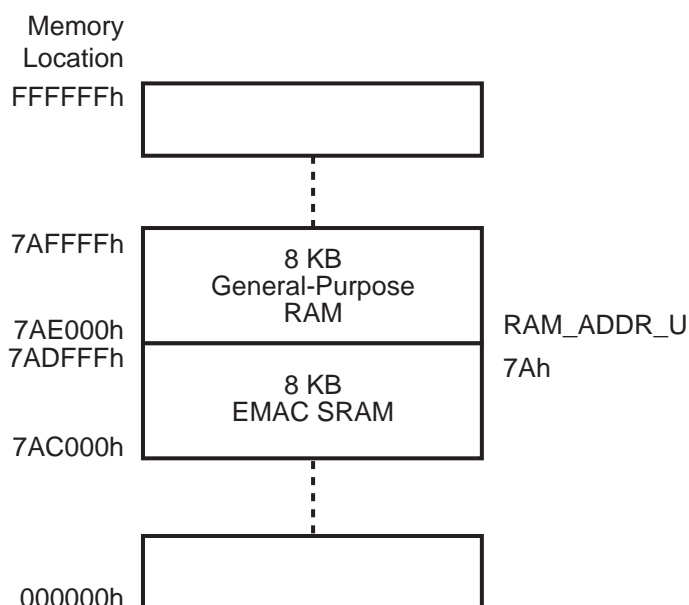 Memory
Location
FFFFFFh
7AFFFFh
8 KB
General-Purpose
RAM
7AE000h
RAM_ADDR_U
7ADFFFh
7Ah
8 KB
EMAC SRAM
7AC000h
000000h